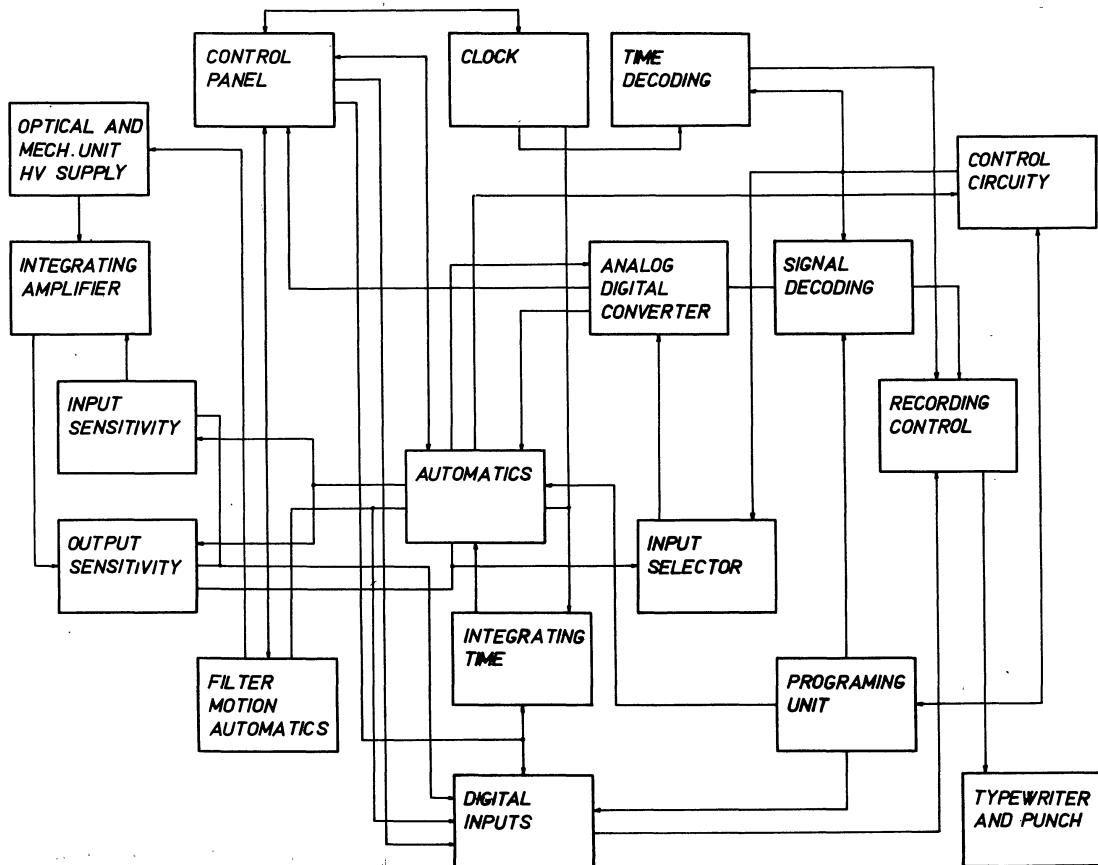 CONTROL
PANEL
CLOCK
TIME
DECODING
OPTICAL AND
MECH. UNIT
HV SUPPLY
CONTROL
CIRCUITY
INTEGRATING
AMPLIFIER
ANALOG
DIGITAL
CONVERTER
SIGNAL
DECODING
INPUT
SENSITIVITY
RECORDING
CONTROL
AUTOMATICS
OUTPUT
SENSITIVITY
INPUT
SELECTOR
INTEGRATING
TIME
FILTER
MOTION
AUTOMATICS
PROGRAMING
UNIT
DIGITAL
INPUTS
TYPEWRITER
AND PUNCH